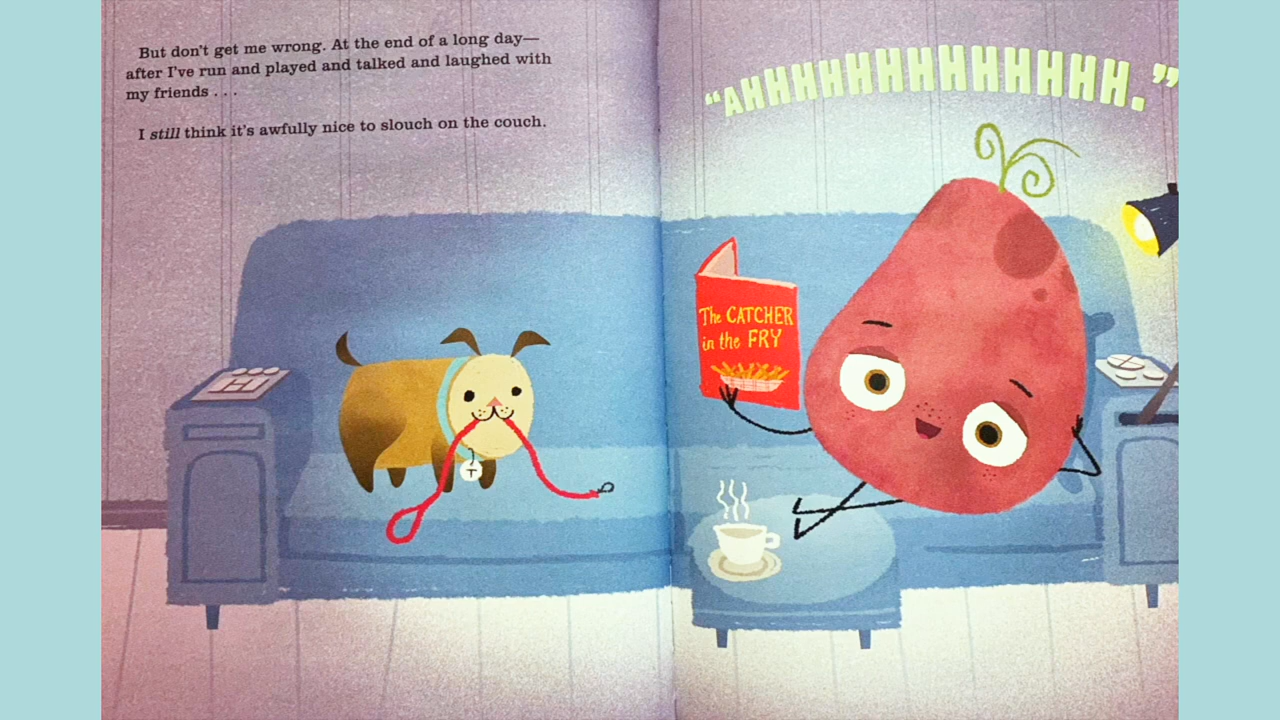 But don't get me wrong. At the end of a long day—
after I've run and played and talked and laughed with
my friends . . .
I still think it's awfully nice to slouch on the couch.
“AHHHHHHHHHHHHH.”
The CATCHER
in the FRY
H
T